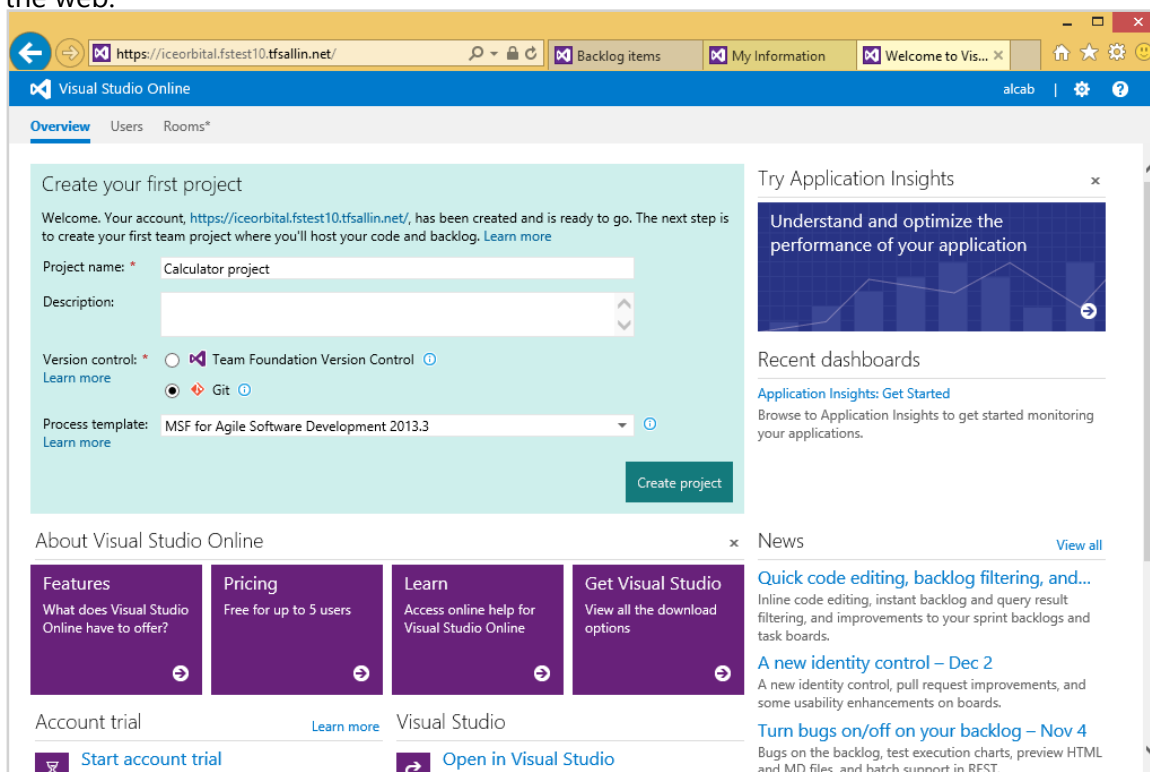 the web.
https://iceorbital.fstest10.tfsallin.net/
Backlog items
My Information
Welcome to Vis...
Visual Studio Online
alcab
Overview Users Rooms*
Create your first project
Welcome. Your account, https://iceorbital.fstest10.tfsallin.net/, has been created and is ready to go. The next step is
to create your first team project where you'll host your code and backlog. Learn more
Project name: * Calculator project
Description:
Version control: * Team Foundation Version Control
Learn more
Git
Process template: MSF for Agile Software Development 2013.3
Learn more
Create project
Try Application Insights
Understand and optimize the
performance of your application
Recent dashboards
Application Insights: Get Started
Browse to Application Insights to get started monitoring
your applications.
About Visual Studio Online
Features
What does Visual Studio
Online have to offer?
Pricing
Free for up to 5 users
Learn
Access online help for
Visual Studio Online
Get Visual Studio
View all the download
options
News
View all
Quick code editing, backlog filtering, and...
Inline code editing, instant backlog and query result
filtering, and improvements to your sprint backlogs and
task boards.
A new identity control – Dec 2
A new identity control, pull request improvements, and
some usability enhancements on boards.
Turn bugs on/off on your backlog – Nov 4
Bugs on the backlog, test execution charts, preview HTML
and MD files, and batch support in REST.
Account trial
Learn more
Start account trial
Visual Studio
Open in Visual Studio